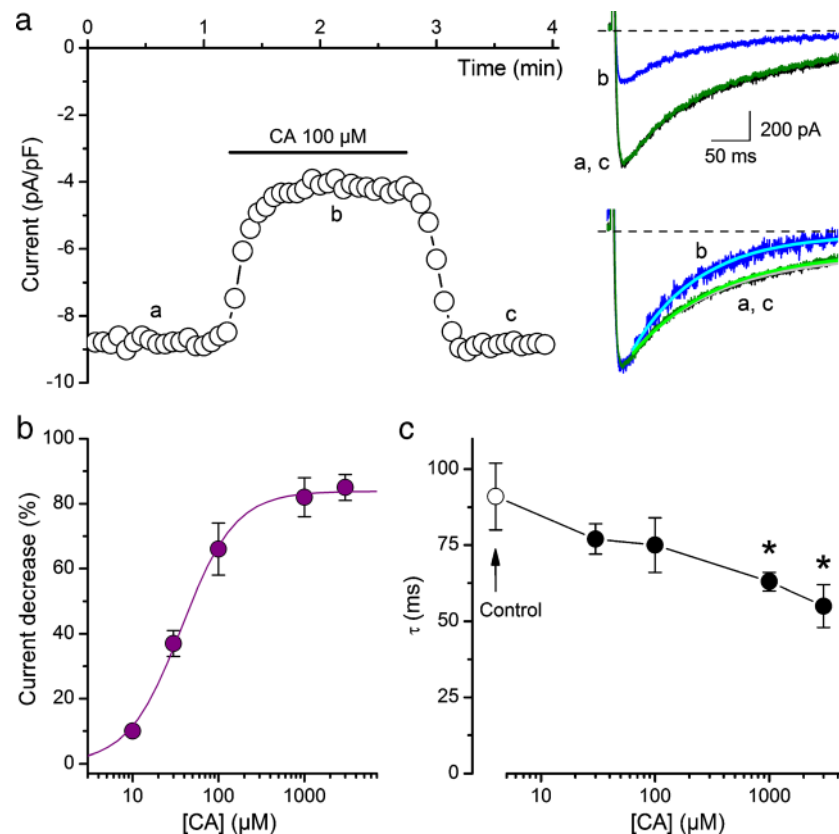 a
0 1 2 3 4
Time (min)
0
-2
-4
-6
-8
-10
Current (pA/pF)
CA 100 µM
a
b
c
b
a, c
200 pA
50 ms
b
a, c
b
100
80
60
40
20
0
Current decrease (%)
10 100 1000
[CA] (µM)
c
100
75
50
25
0
τ (ms)
Control
* *
10 100 1000
[CA] (µM)